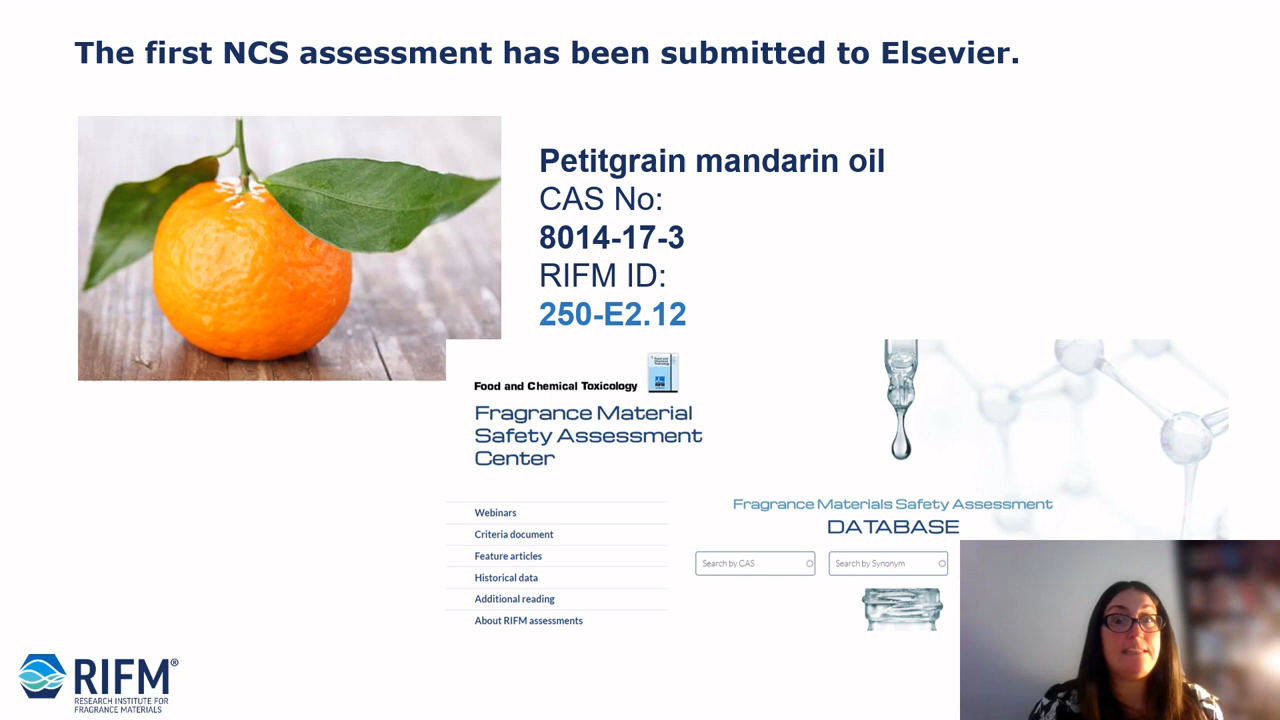 The first NCS assessment has been submitted to Elsevier.
Petitgrain mandarin oil
CAS No:
8014-17-3
RIFM ID:
250-E2.12
Food and Chemical Toxicology
Fragrance Material
Safety Assessment
Center
Webinars
Criteria document
Feature articles
Historical data
Additional reading
About RIFM assessments
Fragrance Materials Safety Assessment
DATABASE
Search by CAS
Search by Synonym
RIFM®
RESEARCH INSTITUTE FOR
FRAGRANCE MATERIALS